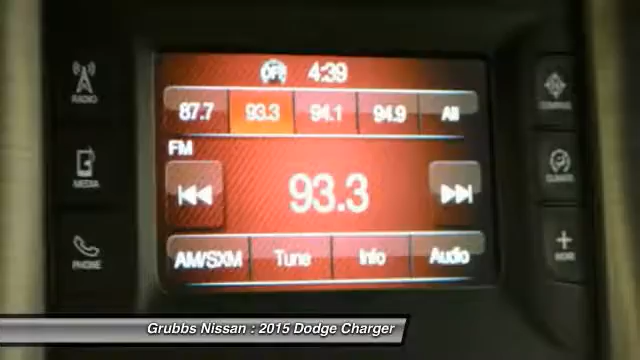 OFF 4:39
87.7 93.3 94.1 94.9 All
RADIO
COMPASS
FM
93.3
MEDIA
CLIMATE
AM/SXM Tune Info Audio
PHONE
MORE
Grubbs Nissan : 2015 Dodge Charger